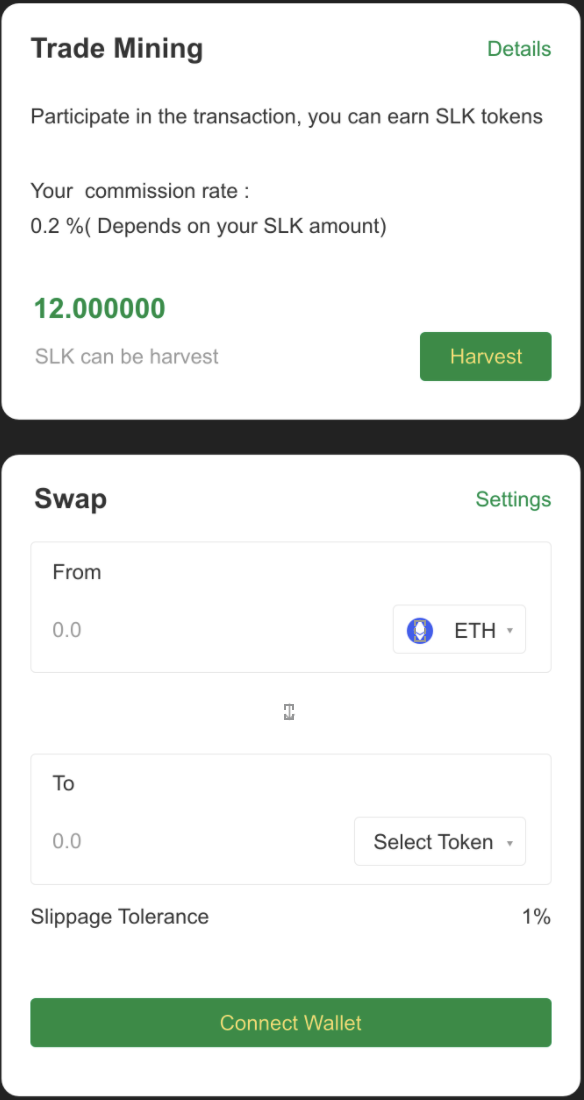 Trade Mining
Details
Participate in the transaction, you can earn SLK tokens
Your  commission rate :
0.2 %( Depends on your SLK amount)
12.000000
SLK can be harvest
Harvest
Swap
Settings
From
0.0
ETH
To
0.0
Select Token
Slippage Tolerance
1%
Connect Wallet